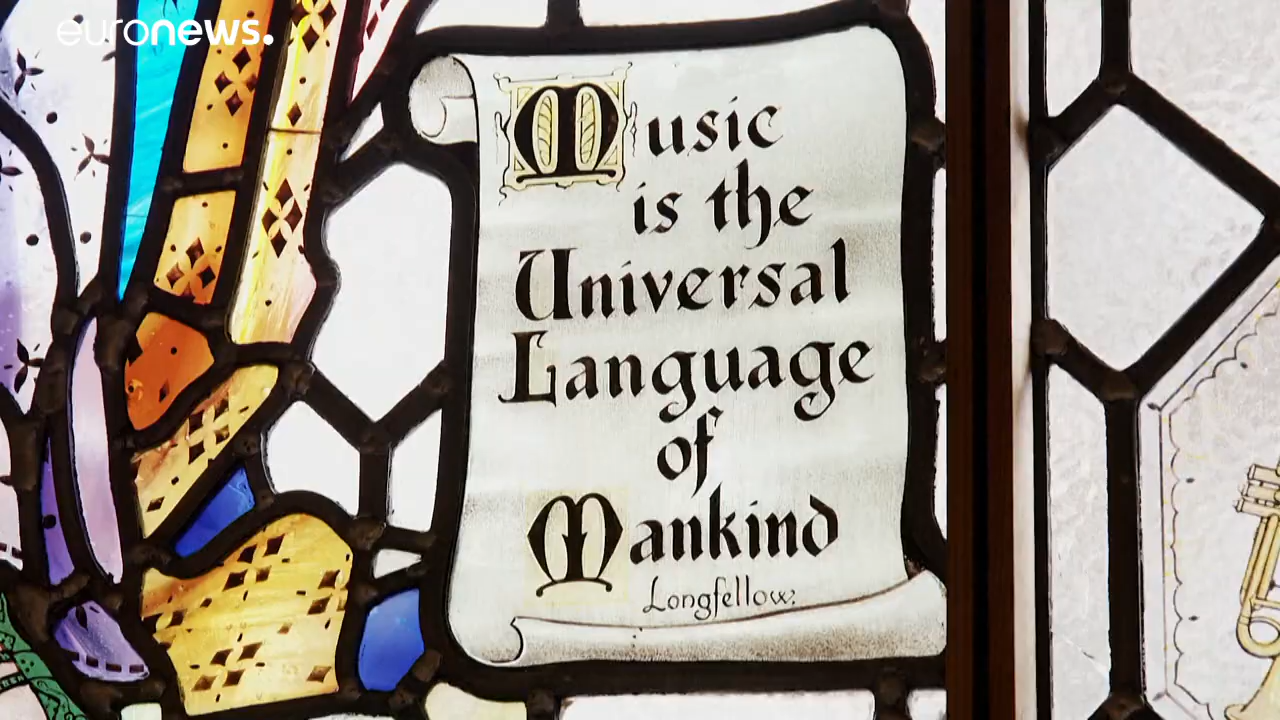 euronews.
Music
is the
Universal
Language
of
Mankind
Longfellow.